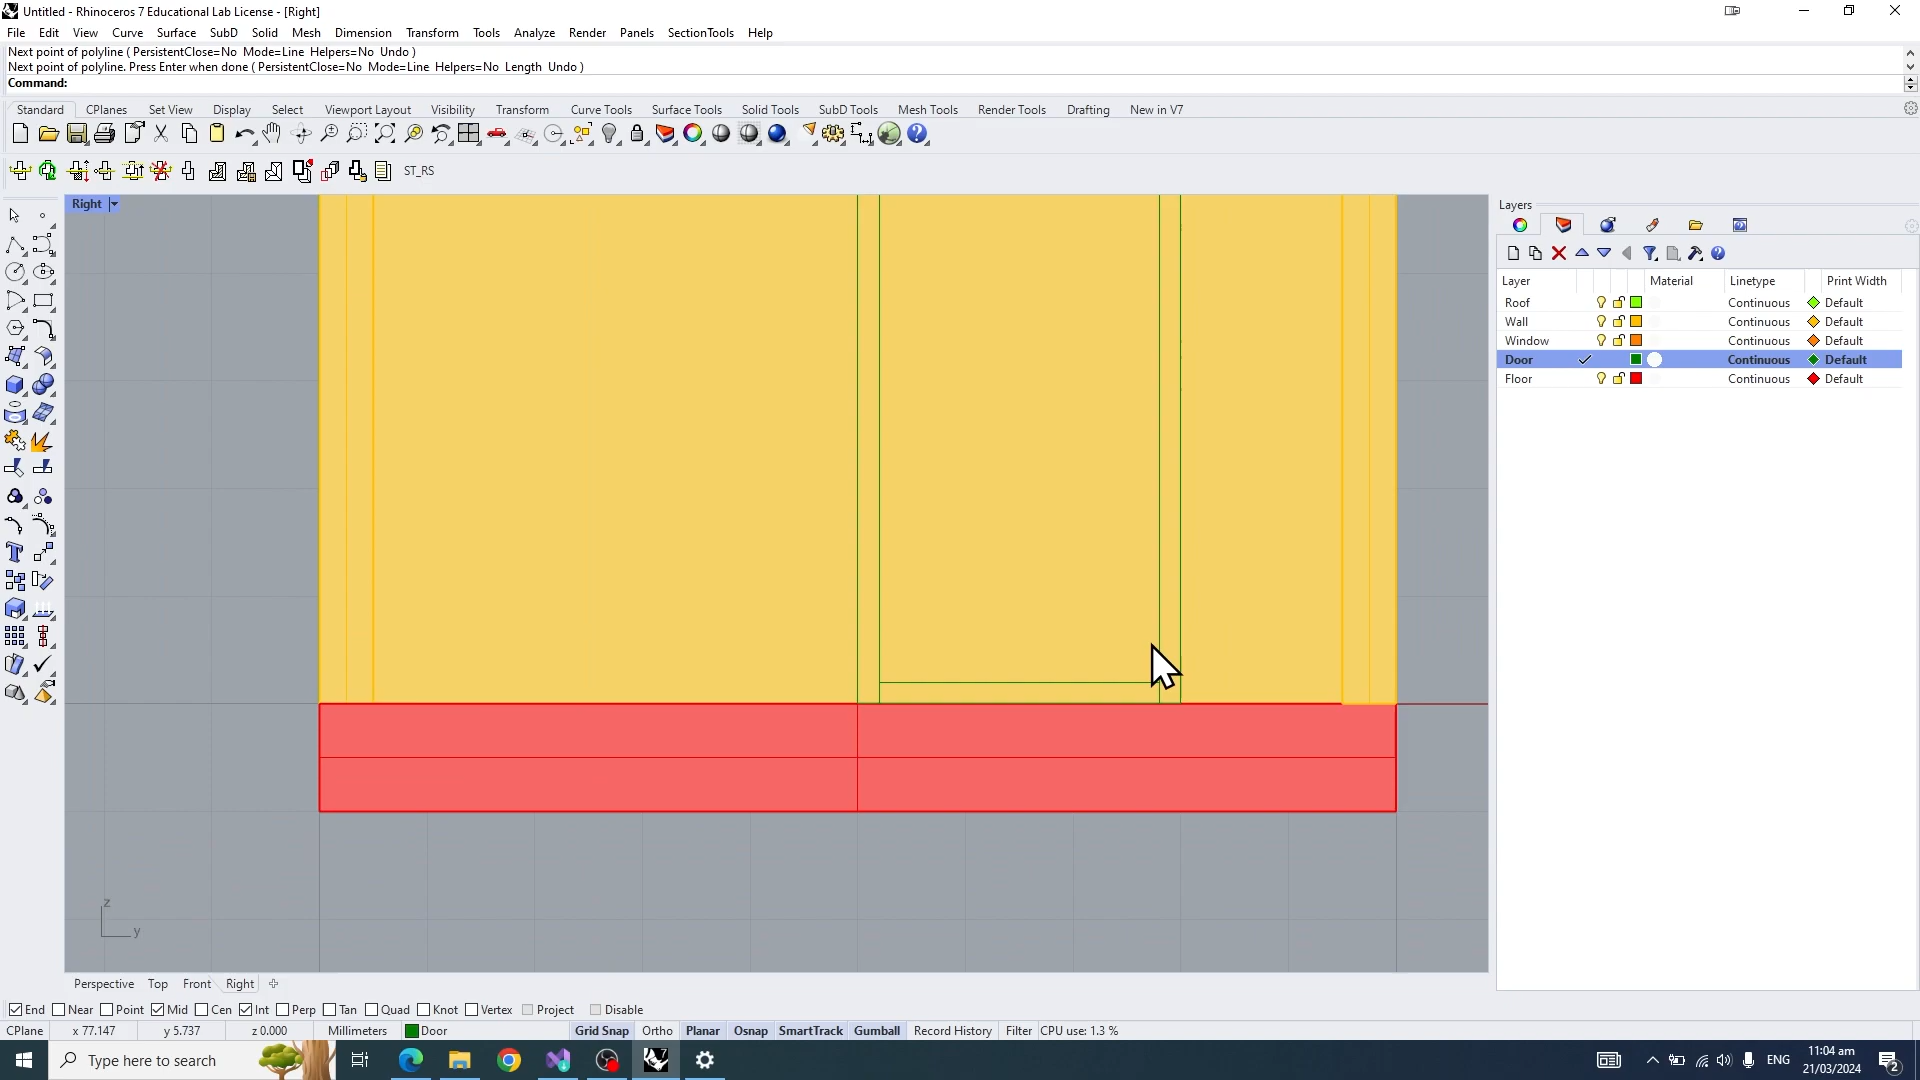 Untitled - Rhinoceros 7 Educational Lab License - [Right]
File Edit View Curve Surface SubD Solid Mesh Dimension Transform Tools Analyze Render Panels SectionTools Help
Next point of polyline ( PersistentClose=No Mode=Line Helpers=No Undo )
Next point of polyline. Press Enter when done ( PersistentClose=No Mode=Line Helpers=No Length Undo )
Command:
Standard CPlanes Set View Display Select Viewport Layout Visibility Transform Curve Tools Surface Tools Solid Tools SubD Tools Mesh Tools Render Tools Drafting New in V7
ST_RS
Right
Layers
Layer Material Linetype Print Width
Roof Continuous Default
Wall Continuous Default
Window Continuous Default
Door Continuous Default
Floor Continuous Default
z
y
Perspective Top Front Right
End Near Point Mid Cen Int Perp Tan Quad Knot Vertex Project Disable
CPlane x 77.147 y 5.737 z 0.000 Millimeters Door Grid Snap Ortho Planar Osnap SmartTrack Gumball Record History Filter CPU use: 1.3 %
Type here to search
ENG
11:04 am
21/03/2024
2